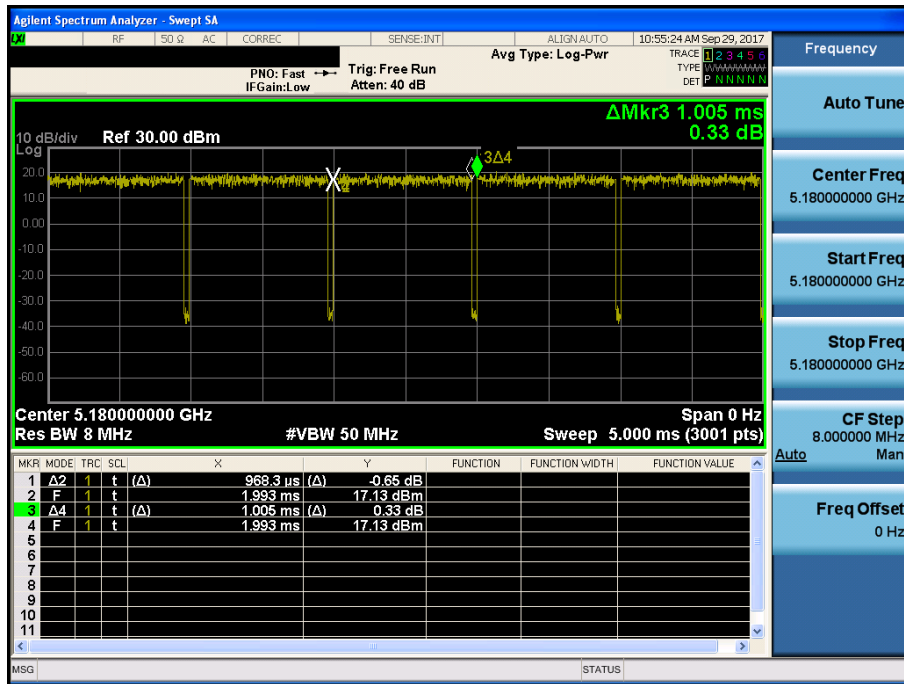 Agilent Spectrum Analyzer - Swept SA
LXI RF 50 Ω AC CORREC SENSE:INT ALIGN AUTO 10:55:24 AM Sep 29, 2017
Frequency
PNO: Fast Trig: Free Run Avg Type: Log-Pwr TRACE 1 2 3 4 5 6
IFGain:Low Atten: 40 dB TYPE WWWWWW
DET P N N N N N
Auto Tune
ΔMkr3 1.005 ms
0.33 dB
10 dB/div Ref 30.00 dBm
Log
20.0
10.0
0.00
-10.0
-20.0
-30.0
-40.0
-50.0
-60.0
3Δ4
Center Freq
5.180000000 GHz
Start Freq
5.180000000 GHz
Stop Freq
5.180000000 GHz
Center 5.180000000 GHz Span 0 Hz
Res BW 8 MHz #VBW 50 MHz Sweep 5.000 ms (3001 pts)
CF Step
8.000000 MHz
Auto Man
Freq Offset
0 Hz
MKR MODE TRC SCL X Y FUNCTION FUNCTION WIDTH FUNCTION VALUE
1 Δ2 1 t (Δ) 968.3 µs (Δ) -0.65 dB
2 F 1 t 1.993 ms 17.13 dBm
3 Δ4 1 t (Δ) 1.005 ms (Δ) 0.33 dB
4 F 1 t 1.993 ms 17.13 dBm
5
6
7
8
9
10
11
MSG STATUS